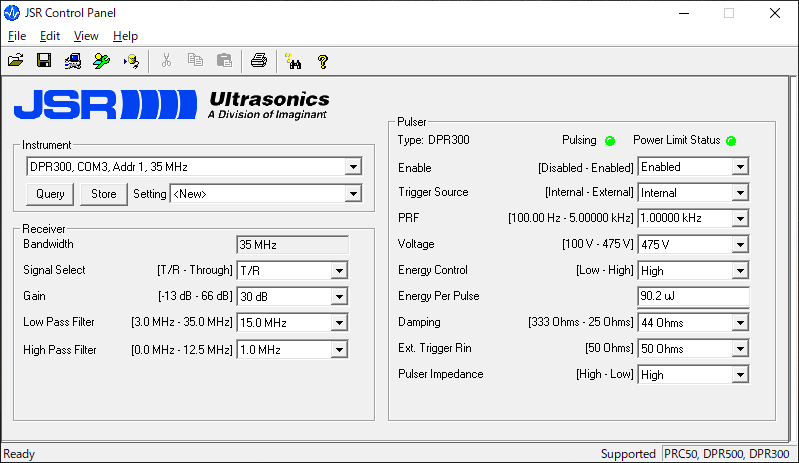 JSR Control Panel
File Edit View Help
JSR Ultrasonics
A Division of Imaginant
Instrument
DPR300, COM3, Addr 1, 35 MHz
Query Store Setting <New>
Receiver
Bandwidth 35 MHz
Signal Select [T/R - Through] T/R
Gain [-13 dB - 66 dB] 30 dB
Low Pass Filter [3.0 MHz - 35.0 MHz] 15.0 MHz
High Pass Filter [0.0 MHz - 12.5 MHz] 1.0 MHz
Pulser
Type: DPR300 Pulsing Power Limit Status
Enable [Disabled - Enabled] Enabled
Trigger Source [Internal - External] Internal
PRF [100.00 Hz - 5.00000 kHz] 1.00000 kHz
Voltage [100 V - 475 V] 475 V
Energy Control [Low - High] High
Energy Per Pulse 90.2 uJ
Damping [333 Ohms - 25 Ohms] 44 Ohms
Ext. Trigger Rin [50 Ohms] 50 Ohms
Pulser Impedance [High - Low] High
Ready Supported PRC50, DPR500, DPR300